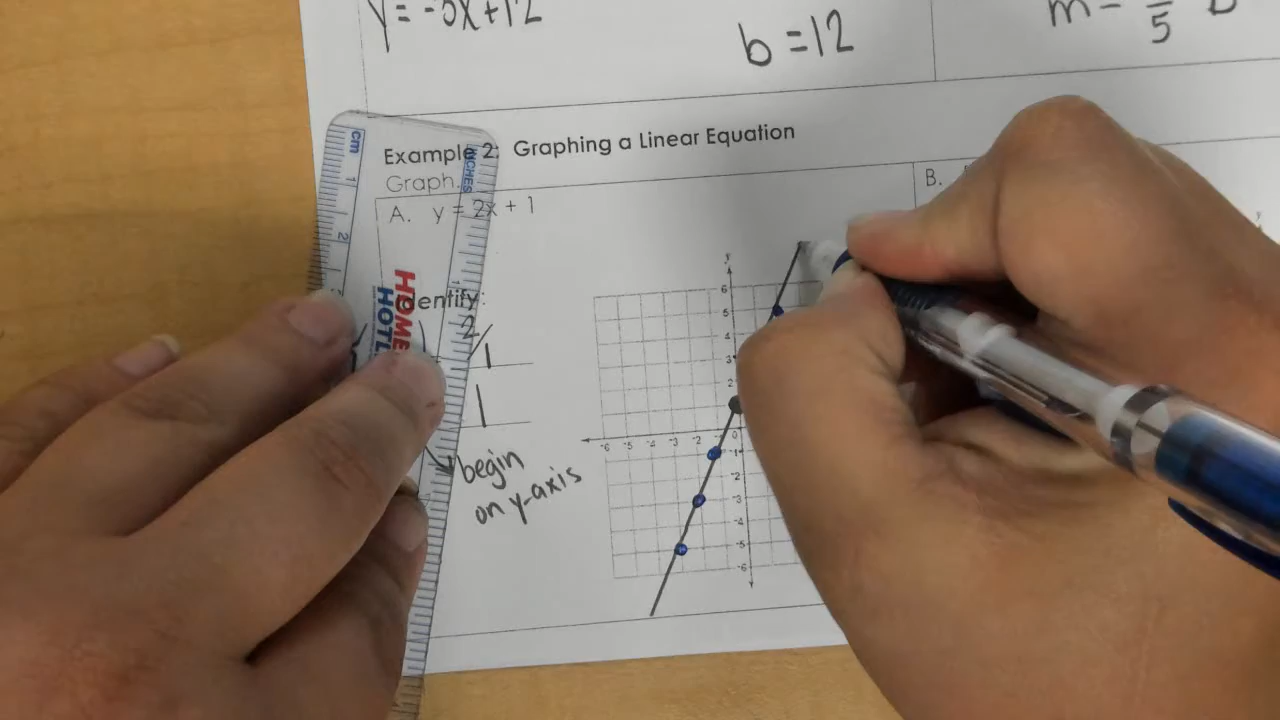 y = -5x+12
b = 12
m = /5 b
Example 2: Graphing a Linear Equation
Graph.
A. y = 2x + 1
B.
Identify:
2/1
1
begin
on y-axis
cm 1 2
INCHES
HOME
y
6
5
4
3
2
-6 -5 -4 -3 -2 0
-1
-3
-4
-5
-6
y